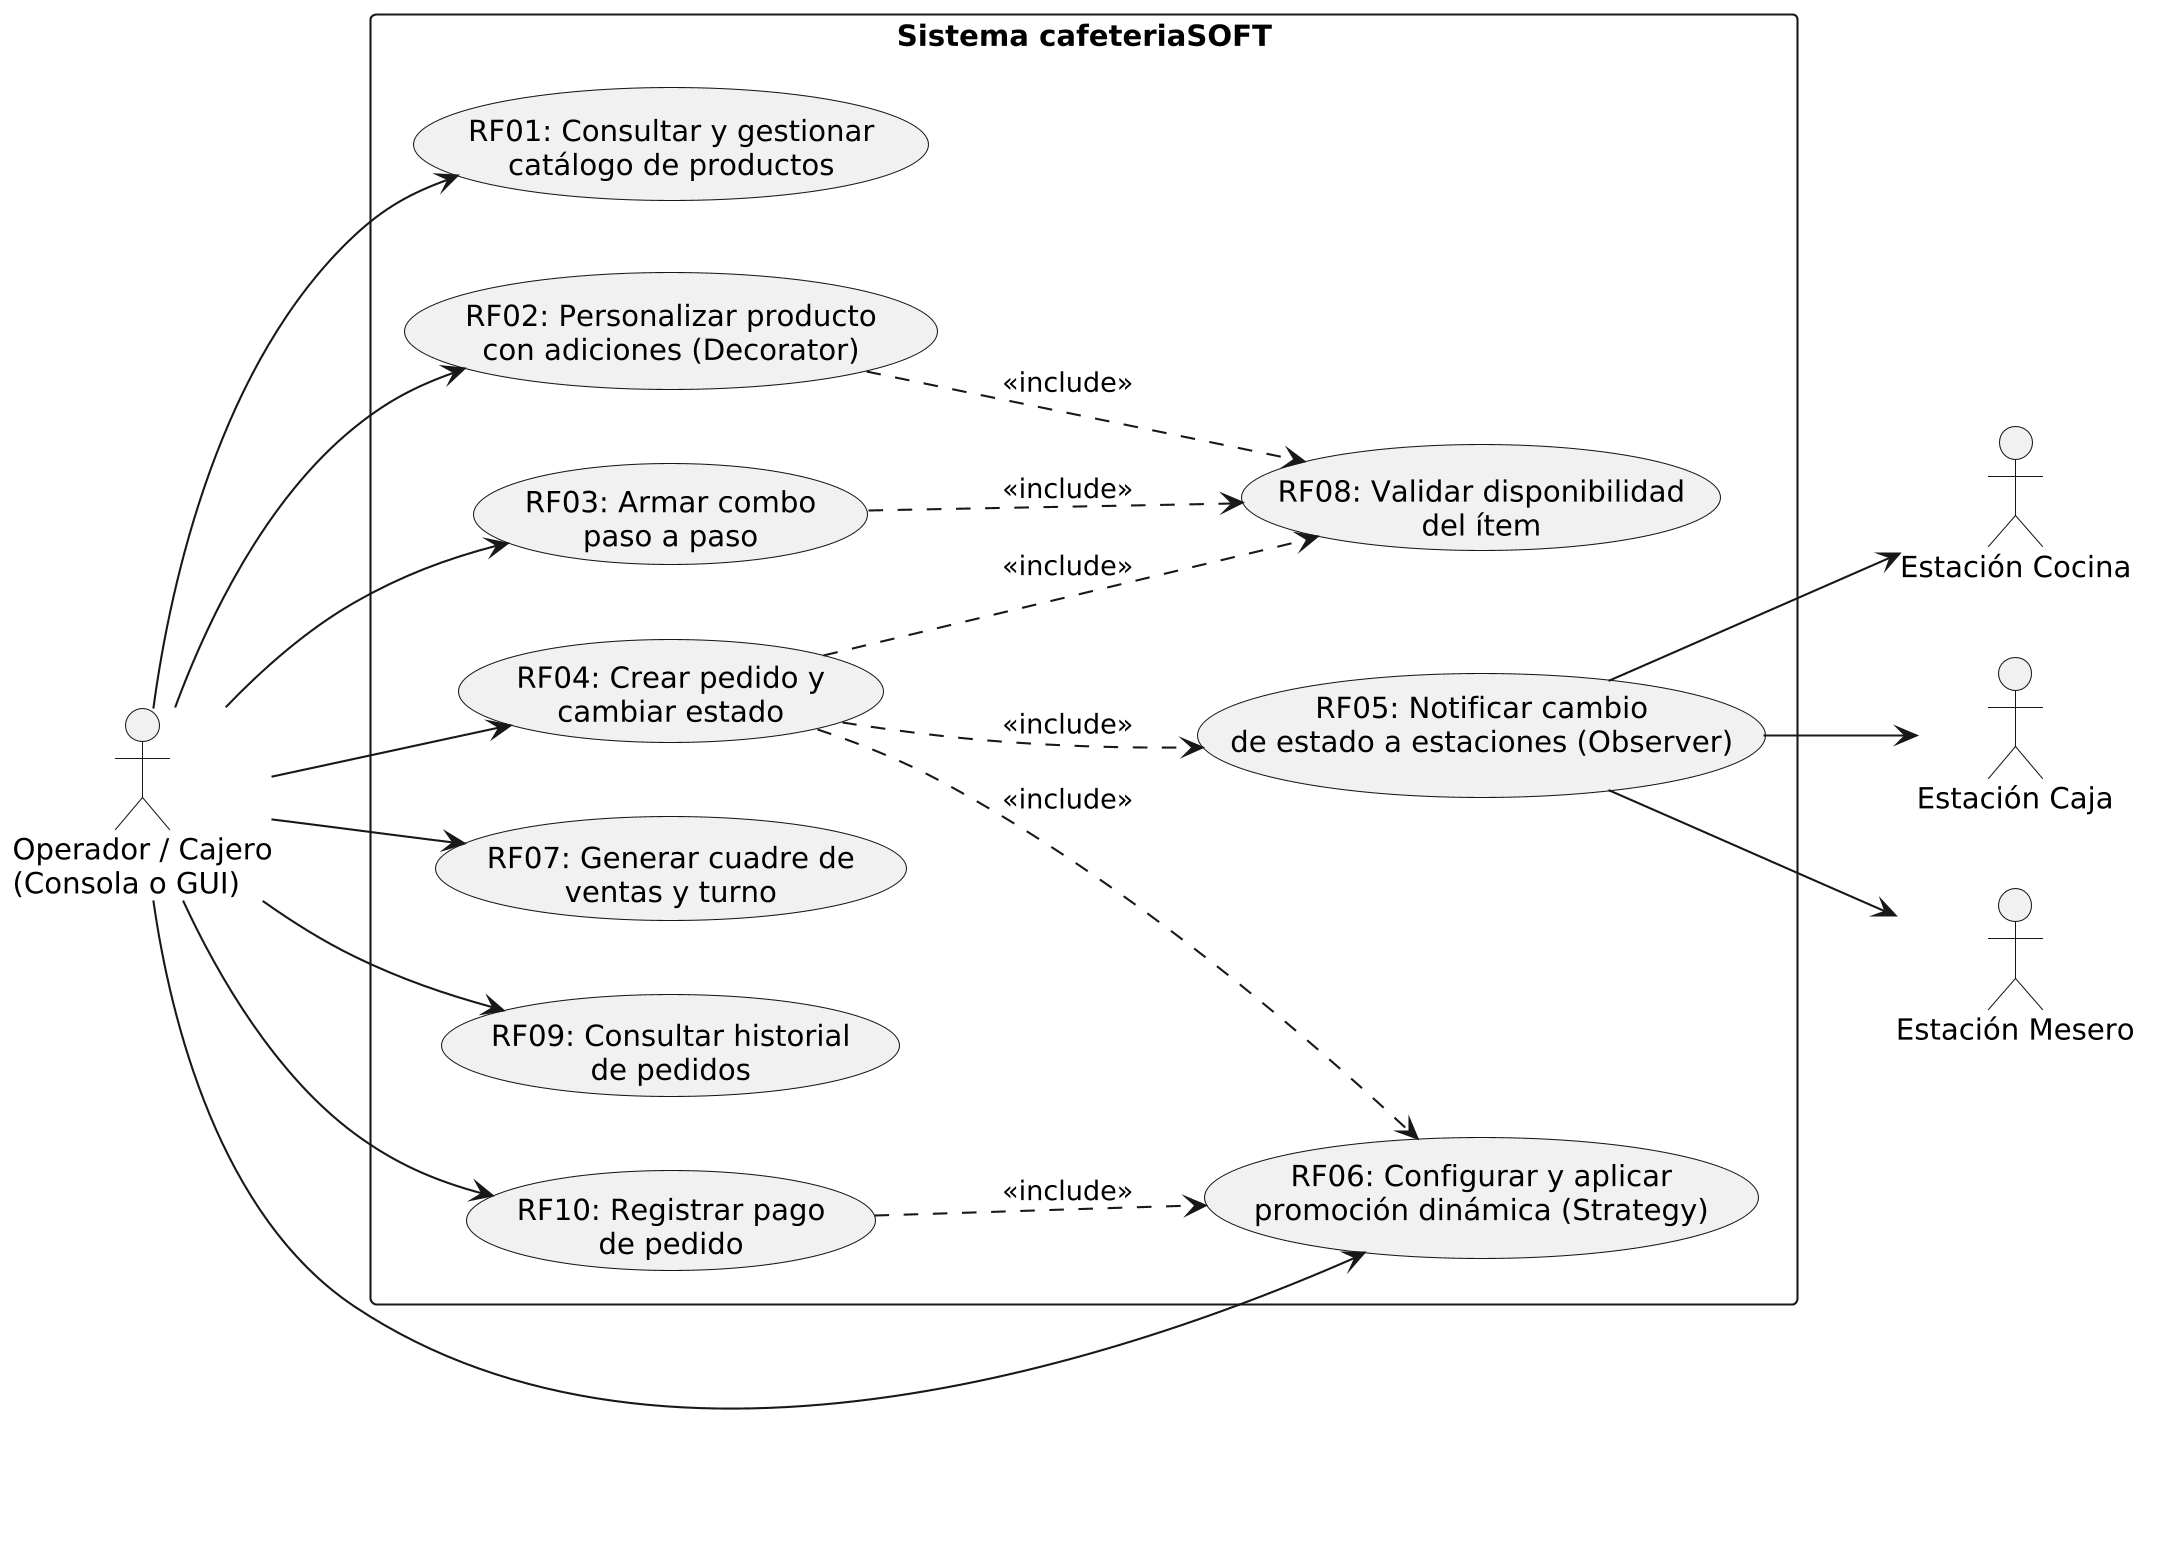 Sistema cafeteriaSOFT
RF01: Consultar y gestionar
catálogo de productos
RF02: Personalizar producto
con adiciones (Decorator)
«include»
RF03: Armar combo
paso a paso
«include»
RF08: Validar disponibilidad
del ítem
«include»
Estación Cocina
RF04: Crear pedido y
cambiar estado
«include»
RF05: Notificar cambio
de estado a estaciones (Observer)
Estación Caja
«include»
Operador / Cajero
(Consola o GUI)
RF07: Generar cuadre de
ventas y turno
RF09: Consultar historial
de pedidos
Estación Mesero
RF10: Registrar pago
de pedido
«include»
RF06: Configurar y aplicar
promoción dinámica (Strategy)